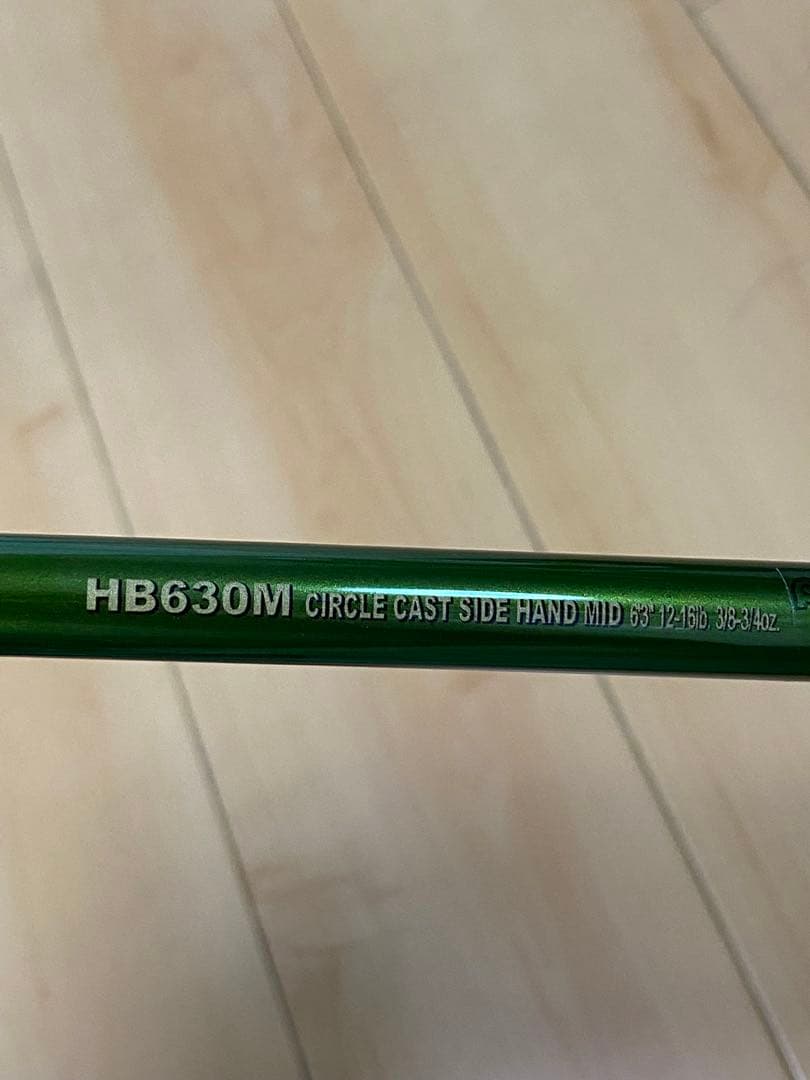 HB630M CIRCLE CAST SIDE HAND MID 6'3" 12-16lb. 3/8-3/4oz.